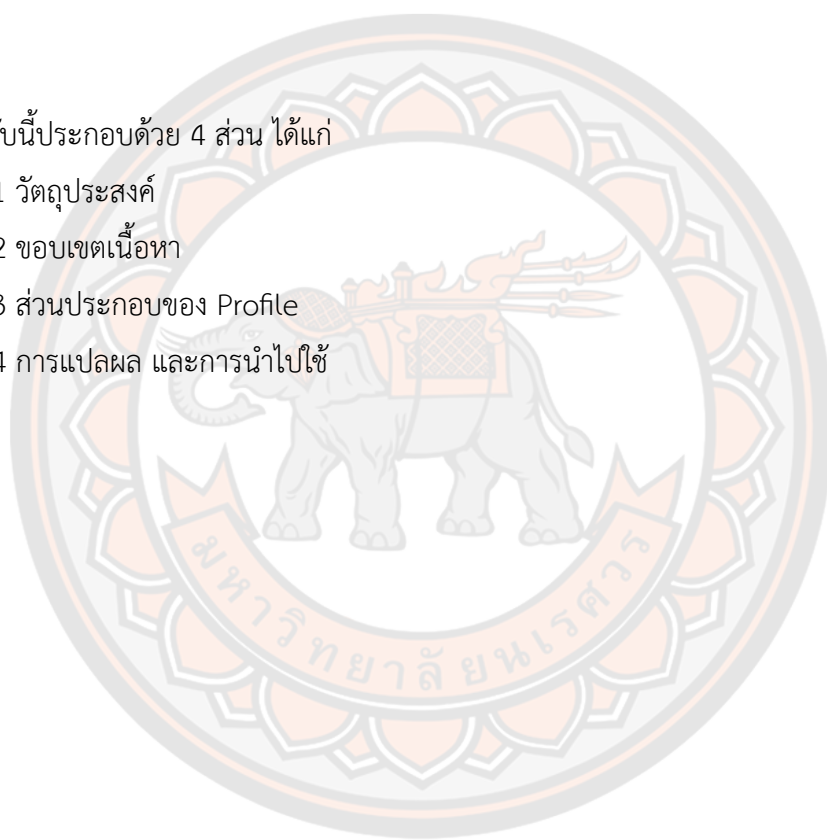 บนี้ประกอบด้วย 4 ส่วน ได้แก่
วัตถุประสงค์
2 ขอบเขตเนื้อหา
3 ส่วนประกอบของ Profile
4 การแปลผล และการนำไปใช้
มหาวิทยาลัยนเรศวร